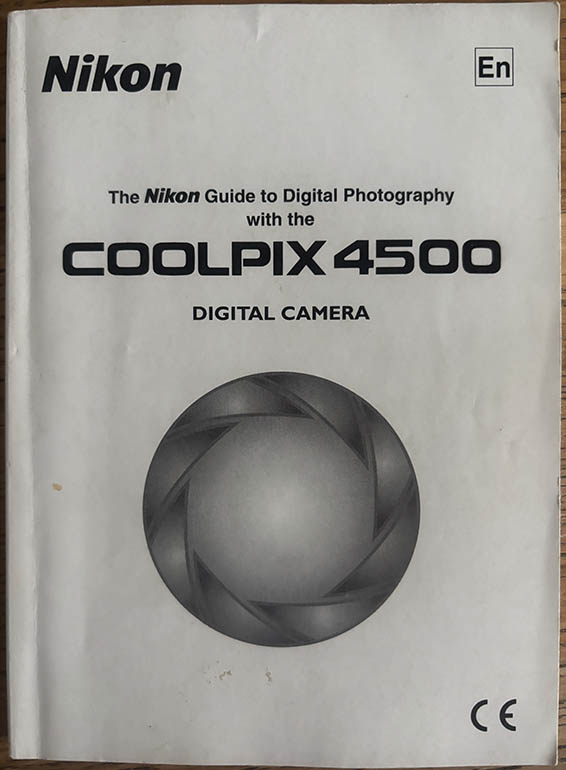 Nikon
En
The Nikon Guide to Digital Photography
with the
COOLPIX 4500
DIGITAL CAMERA
CE